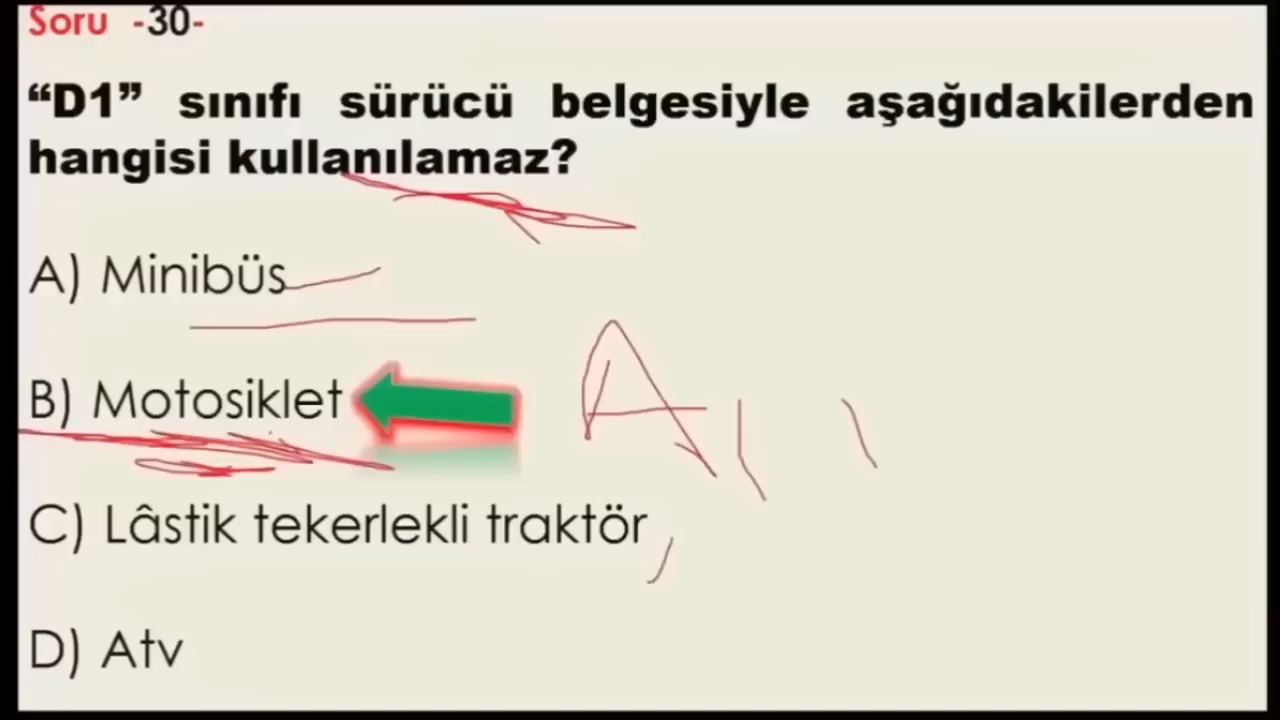 Soru -30-
“D1” sınıfı sürücü belgesiyle aşağıdakilerden
hangisi kullanılamaz?
A) Minibüs
B) Motosiklet
A
C) Lâstik tekerlekli traktör
D) Atv